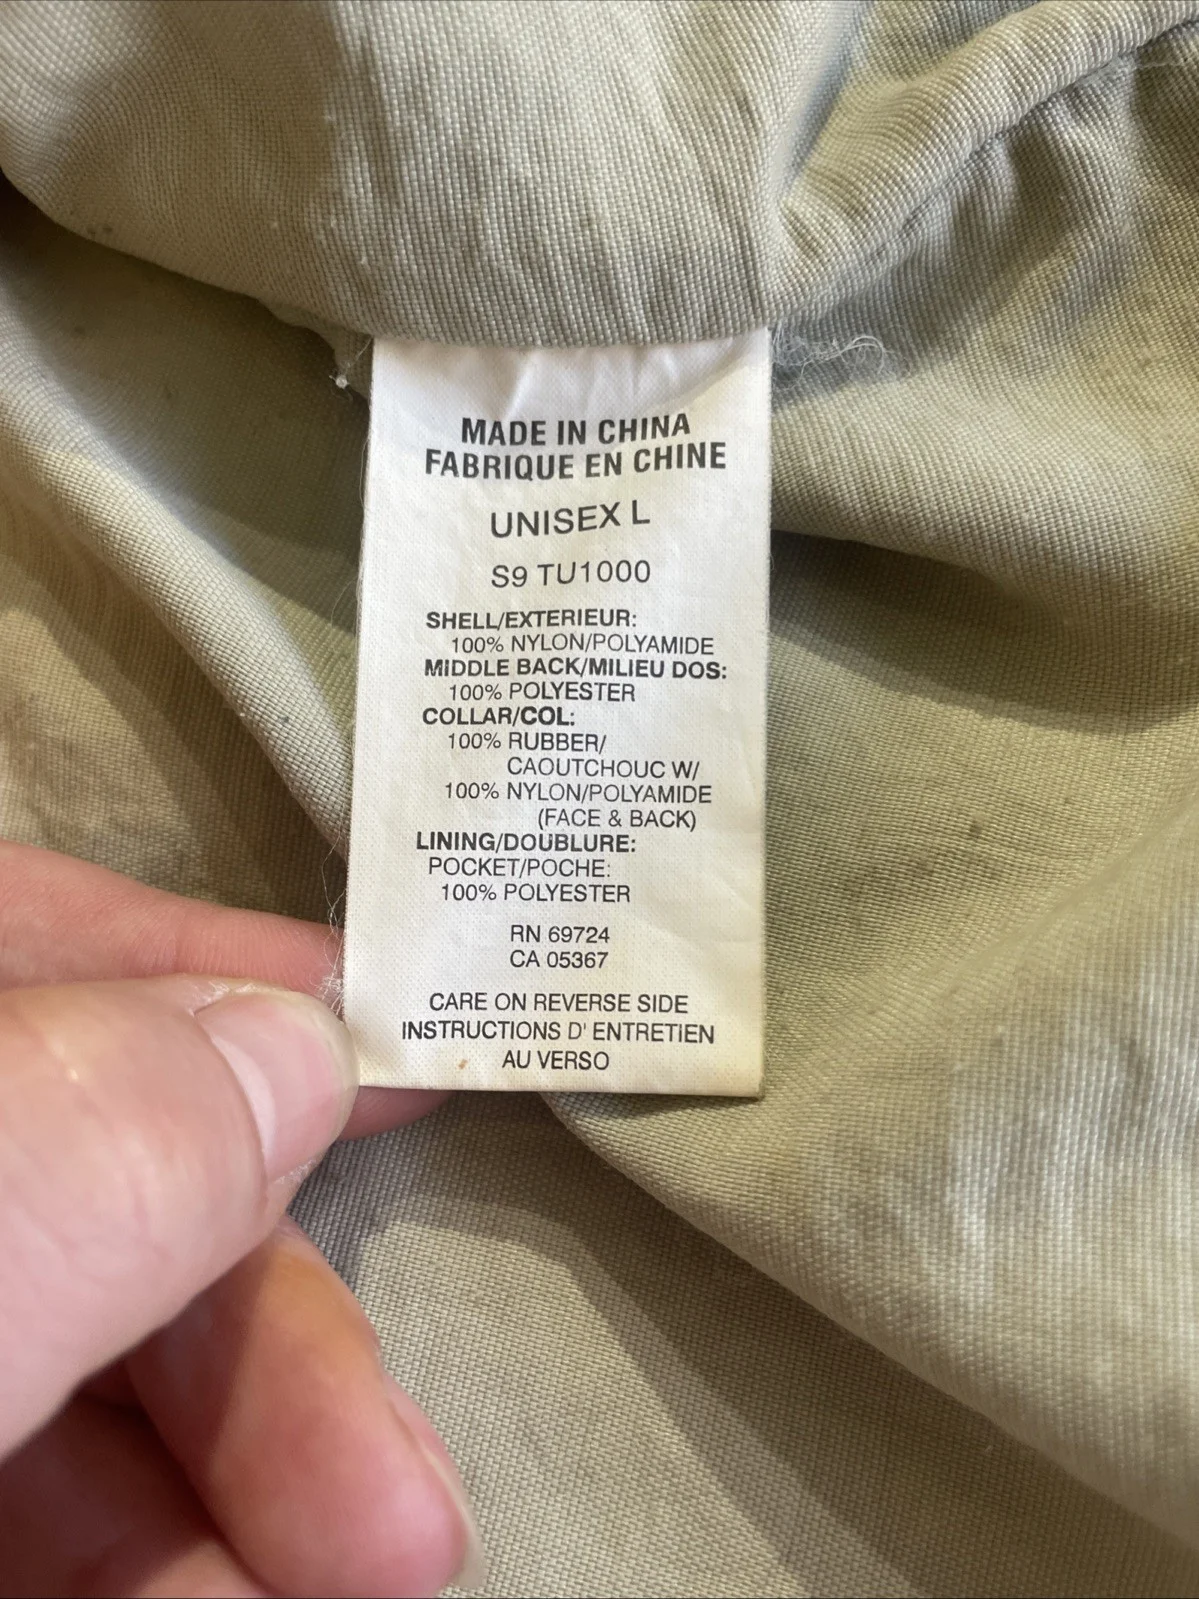 MADE IN CHINA
FABRIQUE EN CHINE
UNISEX L
S9 TU1000
SHELL/EXTERIEUR:
100% NYLON/POLYAMIDE
MIDDLE BACK/MILIEU DOS:
100% POLYESTER
COLLAR/COL:
100% RUBBER/
CAOUTCHOUC W/
100% NYLON/POLYAMIDE
(FACE & BACK)
LINING/DOUBLURE:
POCKET/POCHE:
100% POLYESTER
RN 69724
CA 05367
CARE ON REVERSE SIDE
INSTRUCTIONS D' ENTRETIEN
AU VERSO